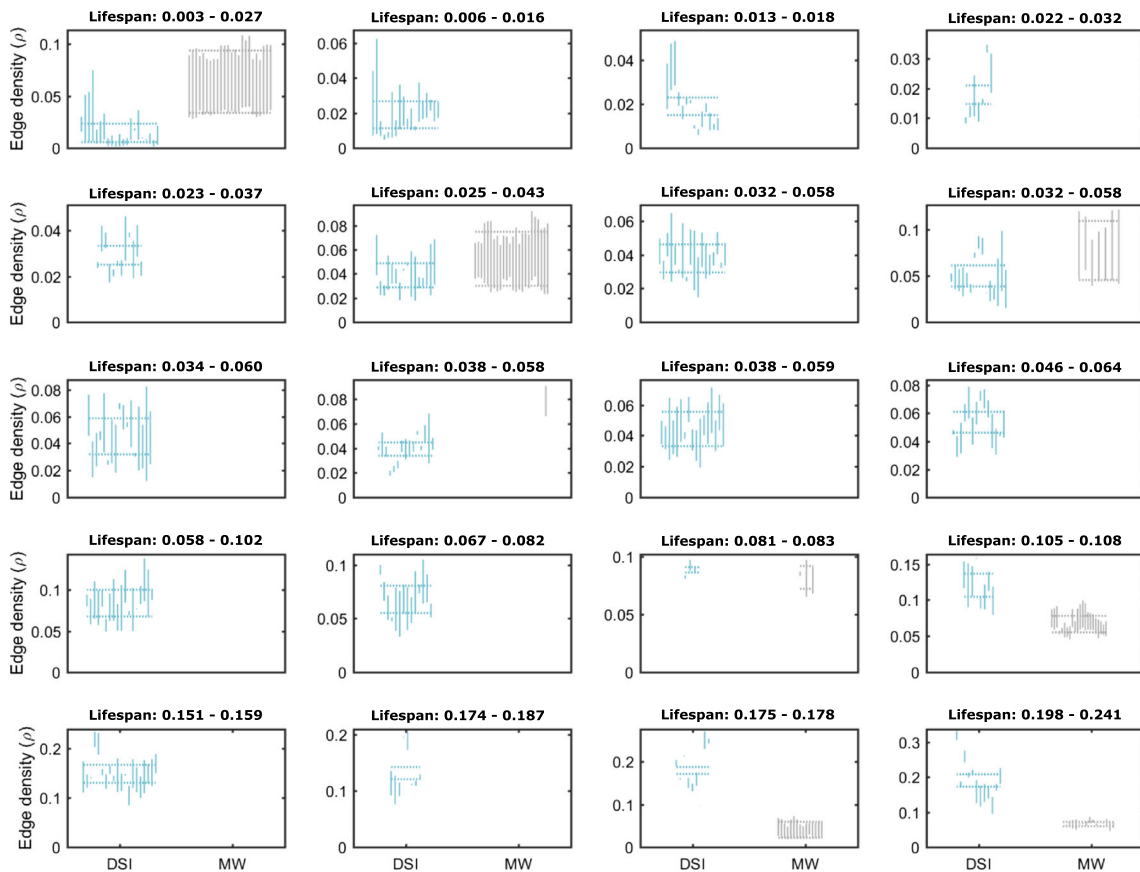 Lifespan: 0.003 - 0.027
Lifespan: 0.006 - 0.016
Lifespan: 0.013 - 0.018
Lifespan: 0.022 - 0.032
Edge density (ρ)
0.1
0.05
0
0.06
0.04
0.02
0
0.06
0.04
0.02
0
0.03
0.02
0.01
0
Lifespan: 0.023 - 0.037
Lifespan: 0.025 - 0.043
Lifespan: 0.032 - 0.058
Lifespan: 0.032 - 0.058
Edge density (ρ)
0.04
0.02
0
0.08
0.06
0.04
0.02
0
0.06
0.04
0.02
0
0.1
0.05
0
Lifespan: 0.034 - 0.060
Lifespan: 0.038 - 0.058
Lifespan: 0.038 - 0.059
Lifespan: 0.046 - 0.064
Edge density (ρ)
0.08
0.06
0.04
0.02
0
0.08
0.06
0.04
0.02
0
0.06
0.04
0.02
0
0.08
0.06
0.04
0.02
0
Lifespan: 0.058 - 0.102
Lifespan: 0.067 - 0.082
Lifespan: 0.081 - 0.083
Lifespan: 0.105 - 0.108
Edge density (ρ)
0.1
0.05
0
0.1
0.05
0
0.1
0.05
0
0.15
0.1
0.05
0
Lifespan: 0.151 - 0.159
Lifespan: 0.174 - 0.187
Lifespan: 0.175 - 0.178
Lifespan: 0.198 - 0.241
Edge density (ρ)
0.2
0.1
0
0.2
0.1
0
0.2
0.1
0
0.3
0.2
0.1
0
DSI MW
DSI MW
DSI MW
DSI MW